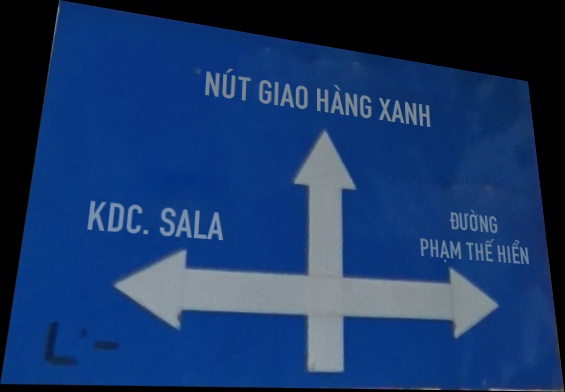 NÚT GIAO HÀNG XANH
KDC. SALA
ĐƯỜNG
PHẠM THẾ HIỂN